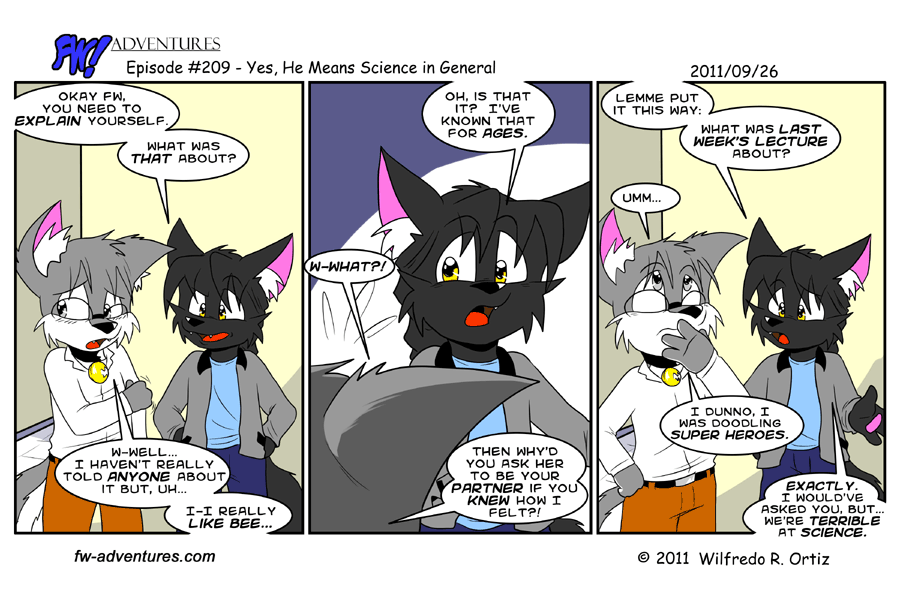 FW! ADVENTURES
Episode #209 - Yes, He Means Science in General
2011/09/26
OKAY FW,
YOU NEED TO
EXPLAIN YOURSELF.
WHAT WAS
THAT ABOUT?
W-WELL...
I HAVEN'T REALLY
TOLD ANYONE ABOUT
IT BUT, UH...
I-I REALLY
LIKE BEE...
OH, IS THAT
IT? I'VE
KNOWN THAT
FOR AGES.
W-WHAT?!
THEN WHY'D
YOU ASK HER
TO BE YOUR
PARTNER IF YOU
KNEW HOW I
FELT?!
LEMME PUT
IT THIS WAY:
WHAT WAS LAST
WEEK'S LECTURE
ABOUT?
UMM...
I DUNNO, I
WAS DOODLING
SUPER HEROES.
EXACTLY.
I WOULD'VE
ASKED YOU, BUT...
WE'RE TERRIBLE
AT SCIENCE.
fw-adventures.com
© 2011 Wilfredo R. Ortiz